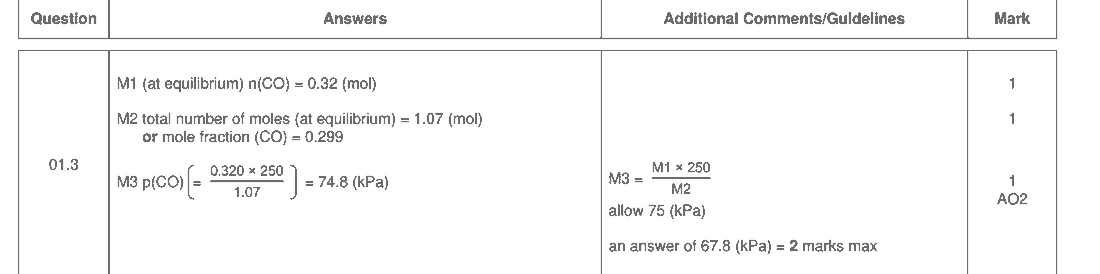 Question Answers Additional Comments/Guidelines Mark
M1 (at equilibrium) n(CO) = 0.32 (mol) 1
M2 total number of moles (at equilibrium) = 1.07 (mol) 1
or mole fraction (CO) = 0.299
01.3
M3 p(CO) (= 0.320 × 250 / 1.07) = 74.8 (kPa)
M3 = M1 × 250 / M2
1
AO2
allow 75 (kPa)
an answer of 67.8 (kPa) = 2 marks max